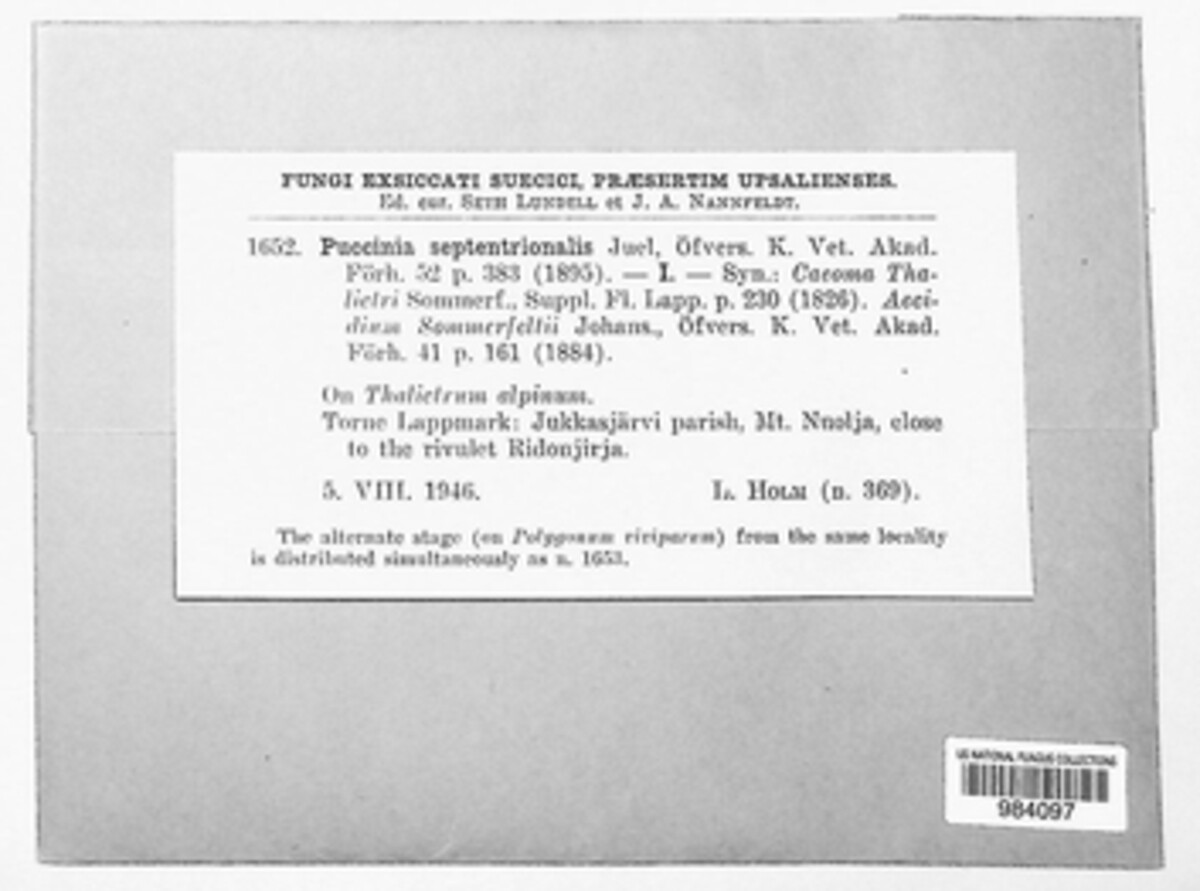 FUNGI EXSICCATI SUECICI, PRÆSERTIM UPSALIENSES.
Ed. cur. SETH LUNDELL et J. A. NANNFELDT.
1652. Puccinia septentrionalis Juel, Öfvers. K. Vet. Akad.
Förh. 52 p. 383 (1895). — I. — Syn.: Caeoma Tha-
lictri Sommerf., Suppl. Fl. Lapp. p. 230 (1826). Aeci-
dium Sommerfeltii Johans., Öfvers. K. Vet. Akad.
Förh. 41 p. 161 (1884).
On Thalictrum alpinum.
Torne Lappmark: Jukkasjärvi parish, Mt. Nuolja, close
to the rivulet Ridonjirja.
5. VIII. 1946. L. HOLM (n. 369).
The alternate stage (on Polygonum viviparum) from the same locality
is distributed simultaneously as n. 1653.
US NATIONAL FUNGUS COLLECTIONS
984097